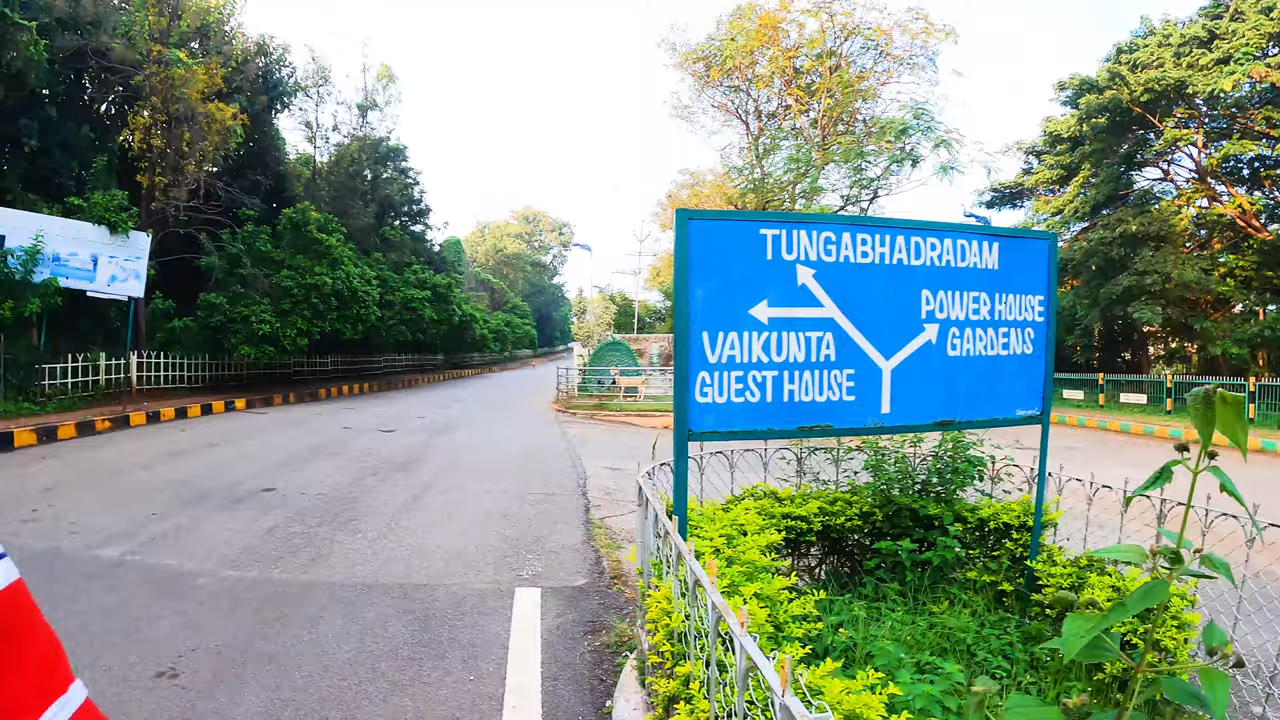 TUNGABHADRADAM
POWER HOUSE
GARDENS
VAIKUNTA
GUEST HOUSE